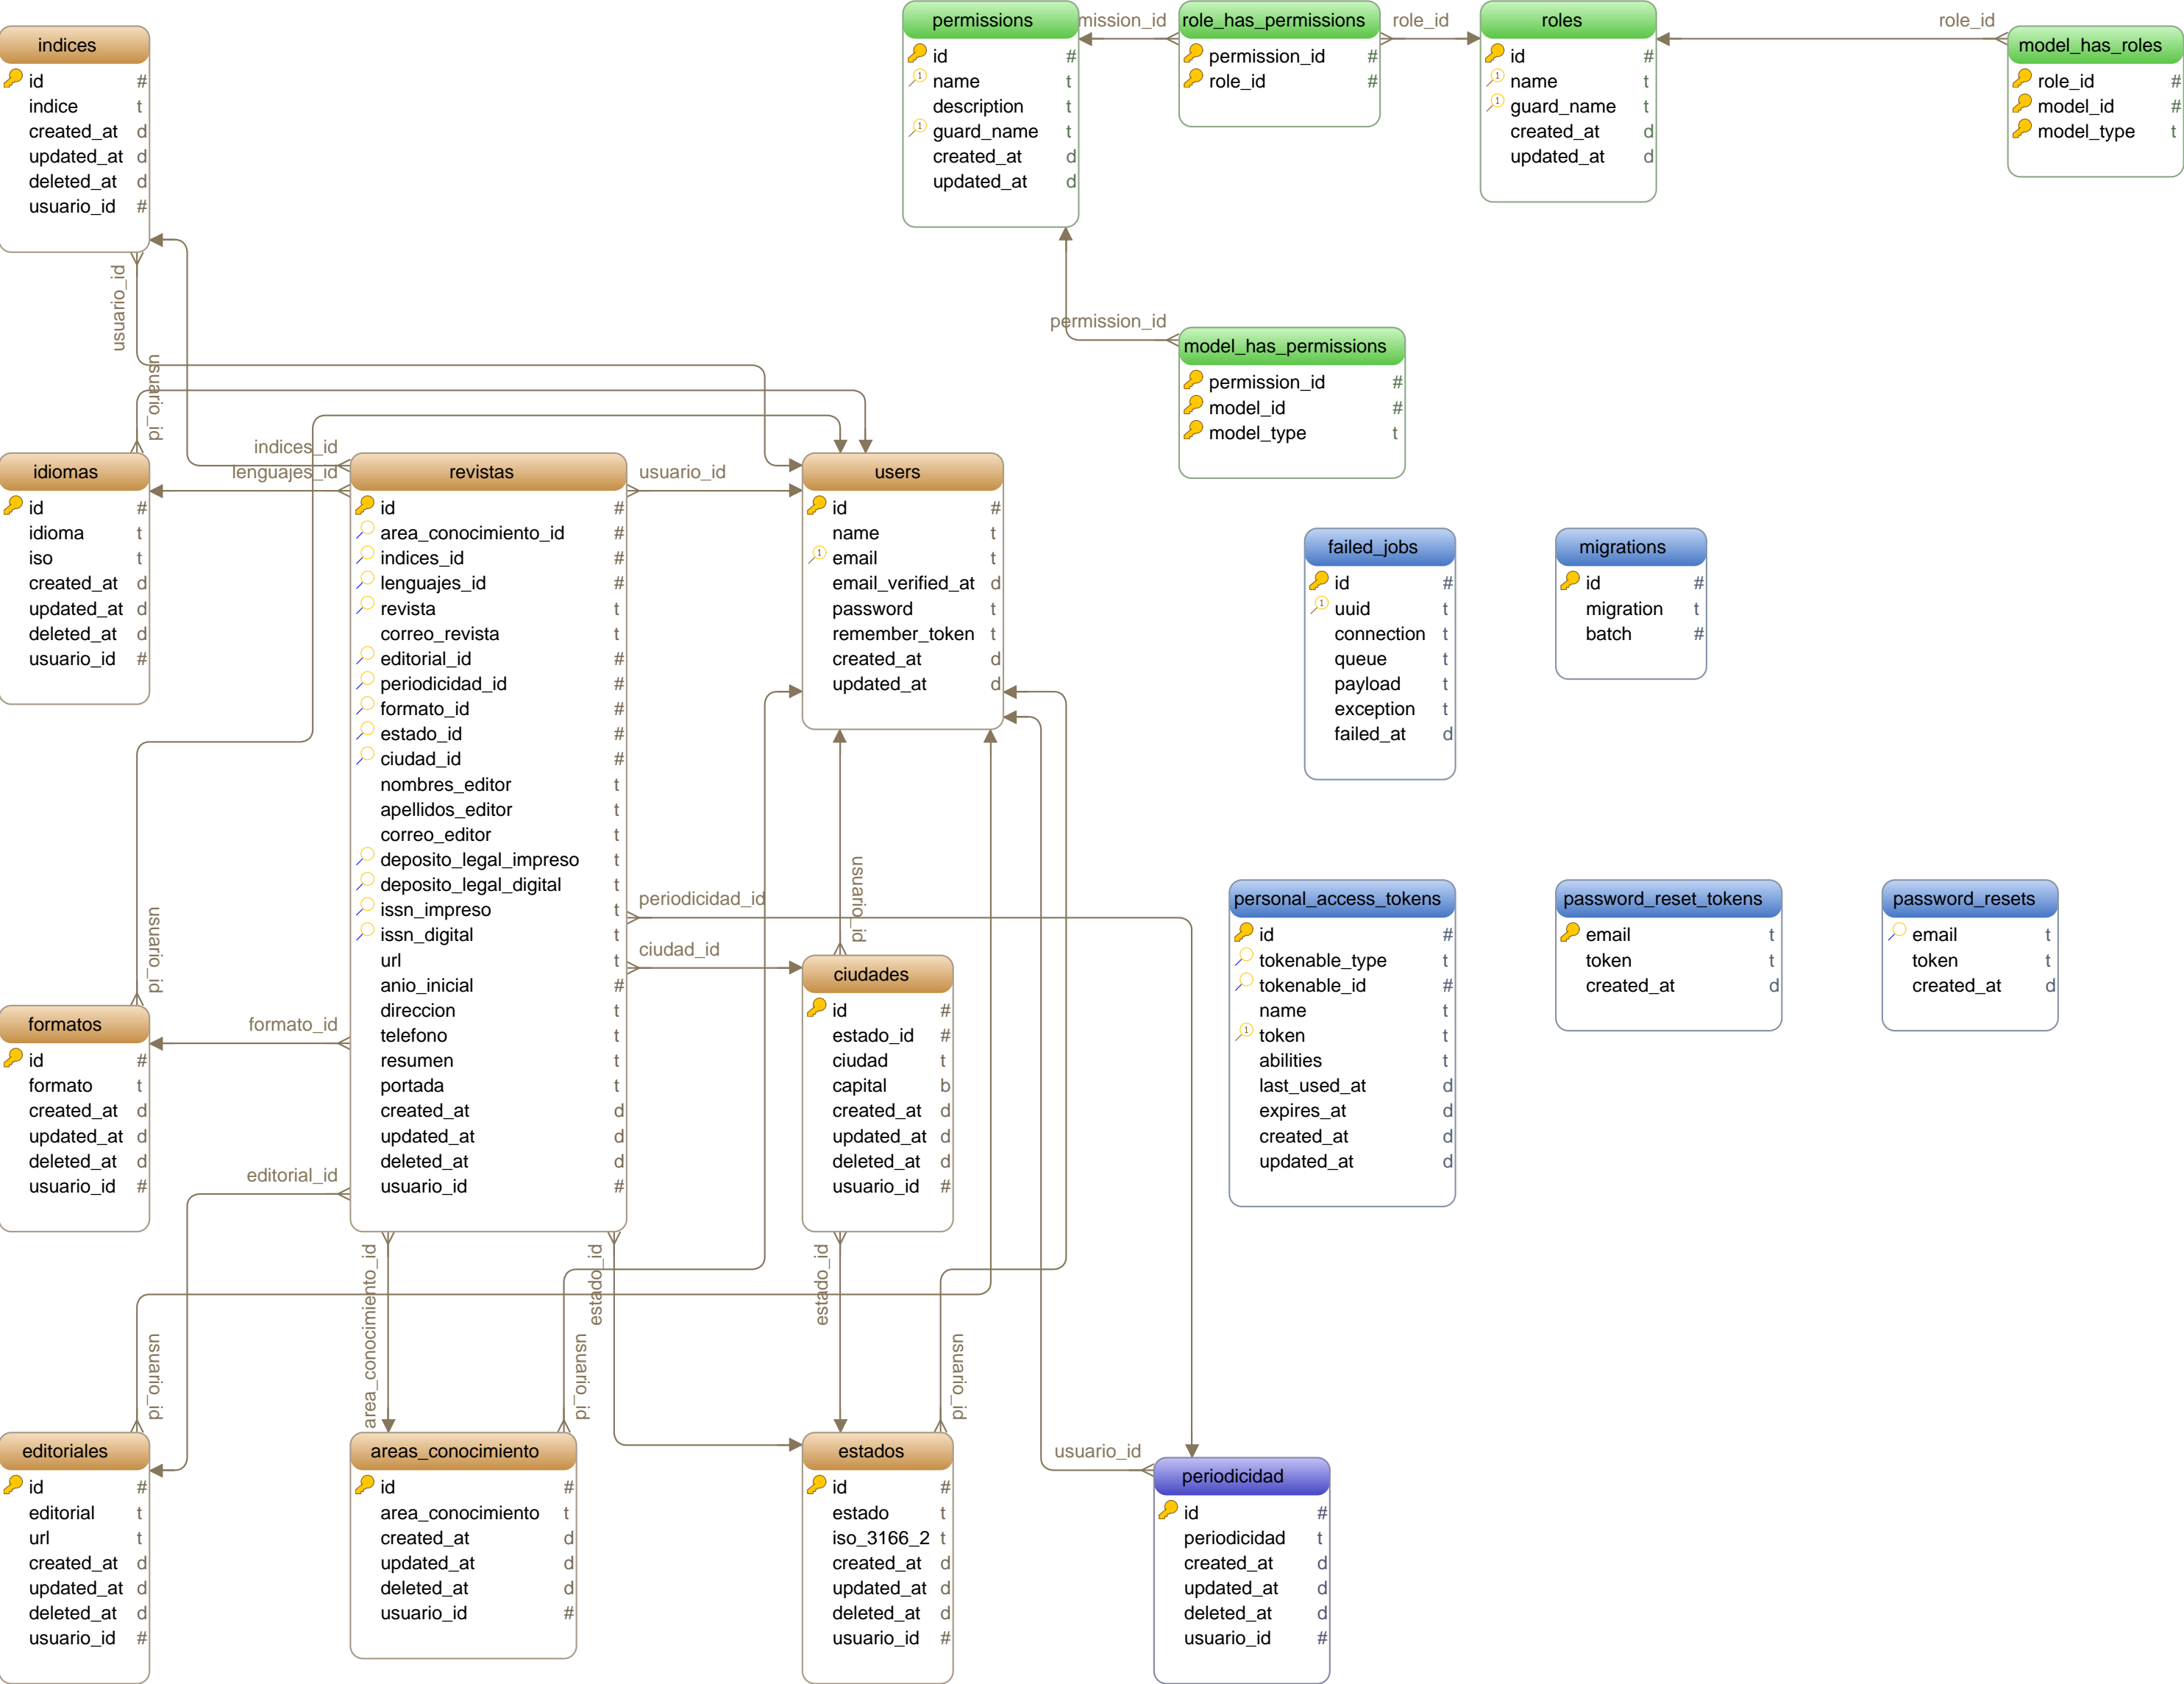 indices
id #
indice t
created_at d
updated_at d
deleted_at d
usuario_id #
permissions
id #
name t
description t
guard_name t
created_at d
updated_at d
mission_id
role_has_permissions
permission_id #
role_id #
role_id
roles
id #
name t
guard_name t
created_at d
updated_at d
role_id
model_has_roles
role_id #
model_id #
model_type t
usuario_id
usuario_id
permission_id
model_has_permissions
permission_id #
model_id #
model_type t
indices_id
lenguajes_id
idiomas
id #
idioma t
iso t
created_at d
updated_at d
deleted_at d
usuario_id #
revistas
id #
area_conocimiento_id #
indices_id #
lenguajes_id #
revista t
correo_revista t
editorial_id #
periodicidad_id #
formato_id #
estado_id #
ciudad_id #
nombres_editor t
apellidos_editor t
correo_editor t
deposito_legal_impreso t
deposito_legal_digital t
issn_impreso t
issn_digital t
url t
anio_inicial #
direccion t
telefono t
resumen t
portada t
created_at d
updated_at d
deleted_at d
usuario_id #
usuario_id
users
id #
name t
email t
email_verified_at d
password t
remember_token t
created_at d
updated_at d
failed_jobs
id #
uuid t
connection t
queue t
payload t
exception t
failed_at d
migrations
id #
migration t
batch #
usuario_id
periodicidad_id
usuario_id
ciudad_id
ciudades
id #
estado_id #
ciudad t
capital b
created_at d
updated_at d
deleted_at d
usuario_id #
personal_access_tokens
id #
tokenable_type t
tokenable_id #
name t
token t
abilities t
last_used_at d
expires_at d
created_at d
updated_at d
password_reset_tokens
email t
token t
created_at d
password_resets
email t
token t
created_at d
formatos
id #
formato t
created_at d
updated_at d
deleted_at d
usuario_id #
formato_id
editorial_id
area_conocimiento_id
estado_id
estado_id
usuario_id
usuario_id
usuario_id
usuario_id
editoriales
id #
editorial t
url t
created_at d
updated_at d
deleted_at d
usuario_id #
areas_conocimiento
id #
area_conocimiento t
created_at d
updated_at d
deleted_at d
usuario_id #
estados
id #
estado t
iso_3166_2 t
created_at d
updated_at d
deleted_at d
usuario_id #
periodicidad
id #
periodicidad t
created_at d
updated_at d
deleted_at d
usuario_id #